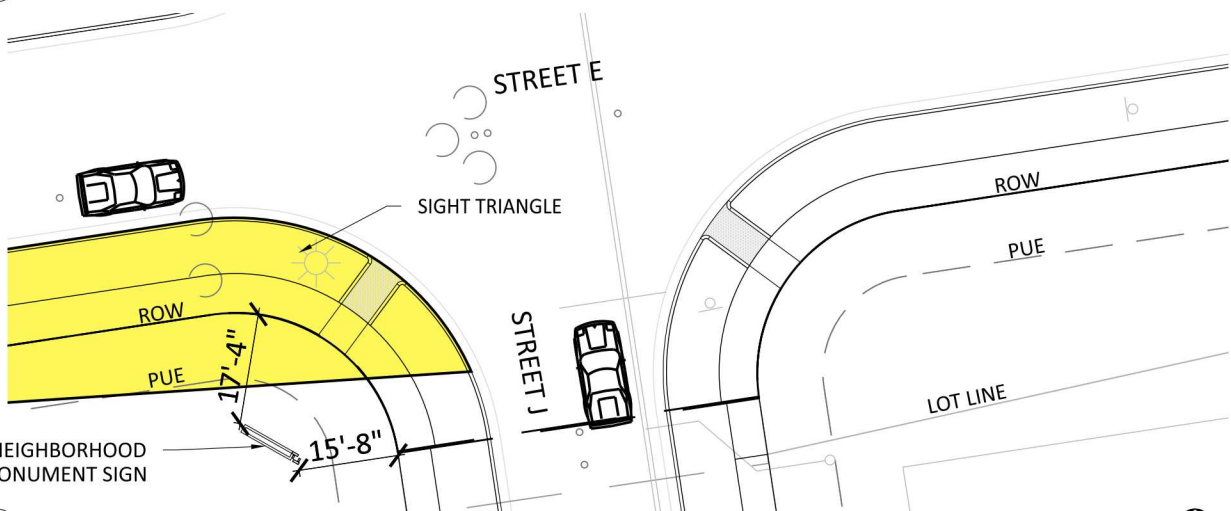 STREET E
SIGHT TRIANGLE
ROW
PUE
ROW
17'-4"
PUE
STREET J
LOT LINE
15'-8"
NEIGHBORHOOD
ONUMENT SIGN